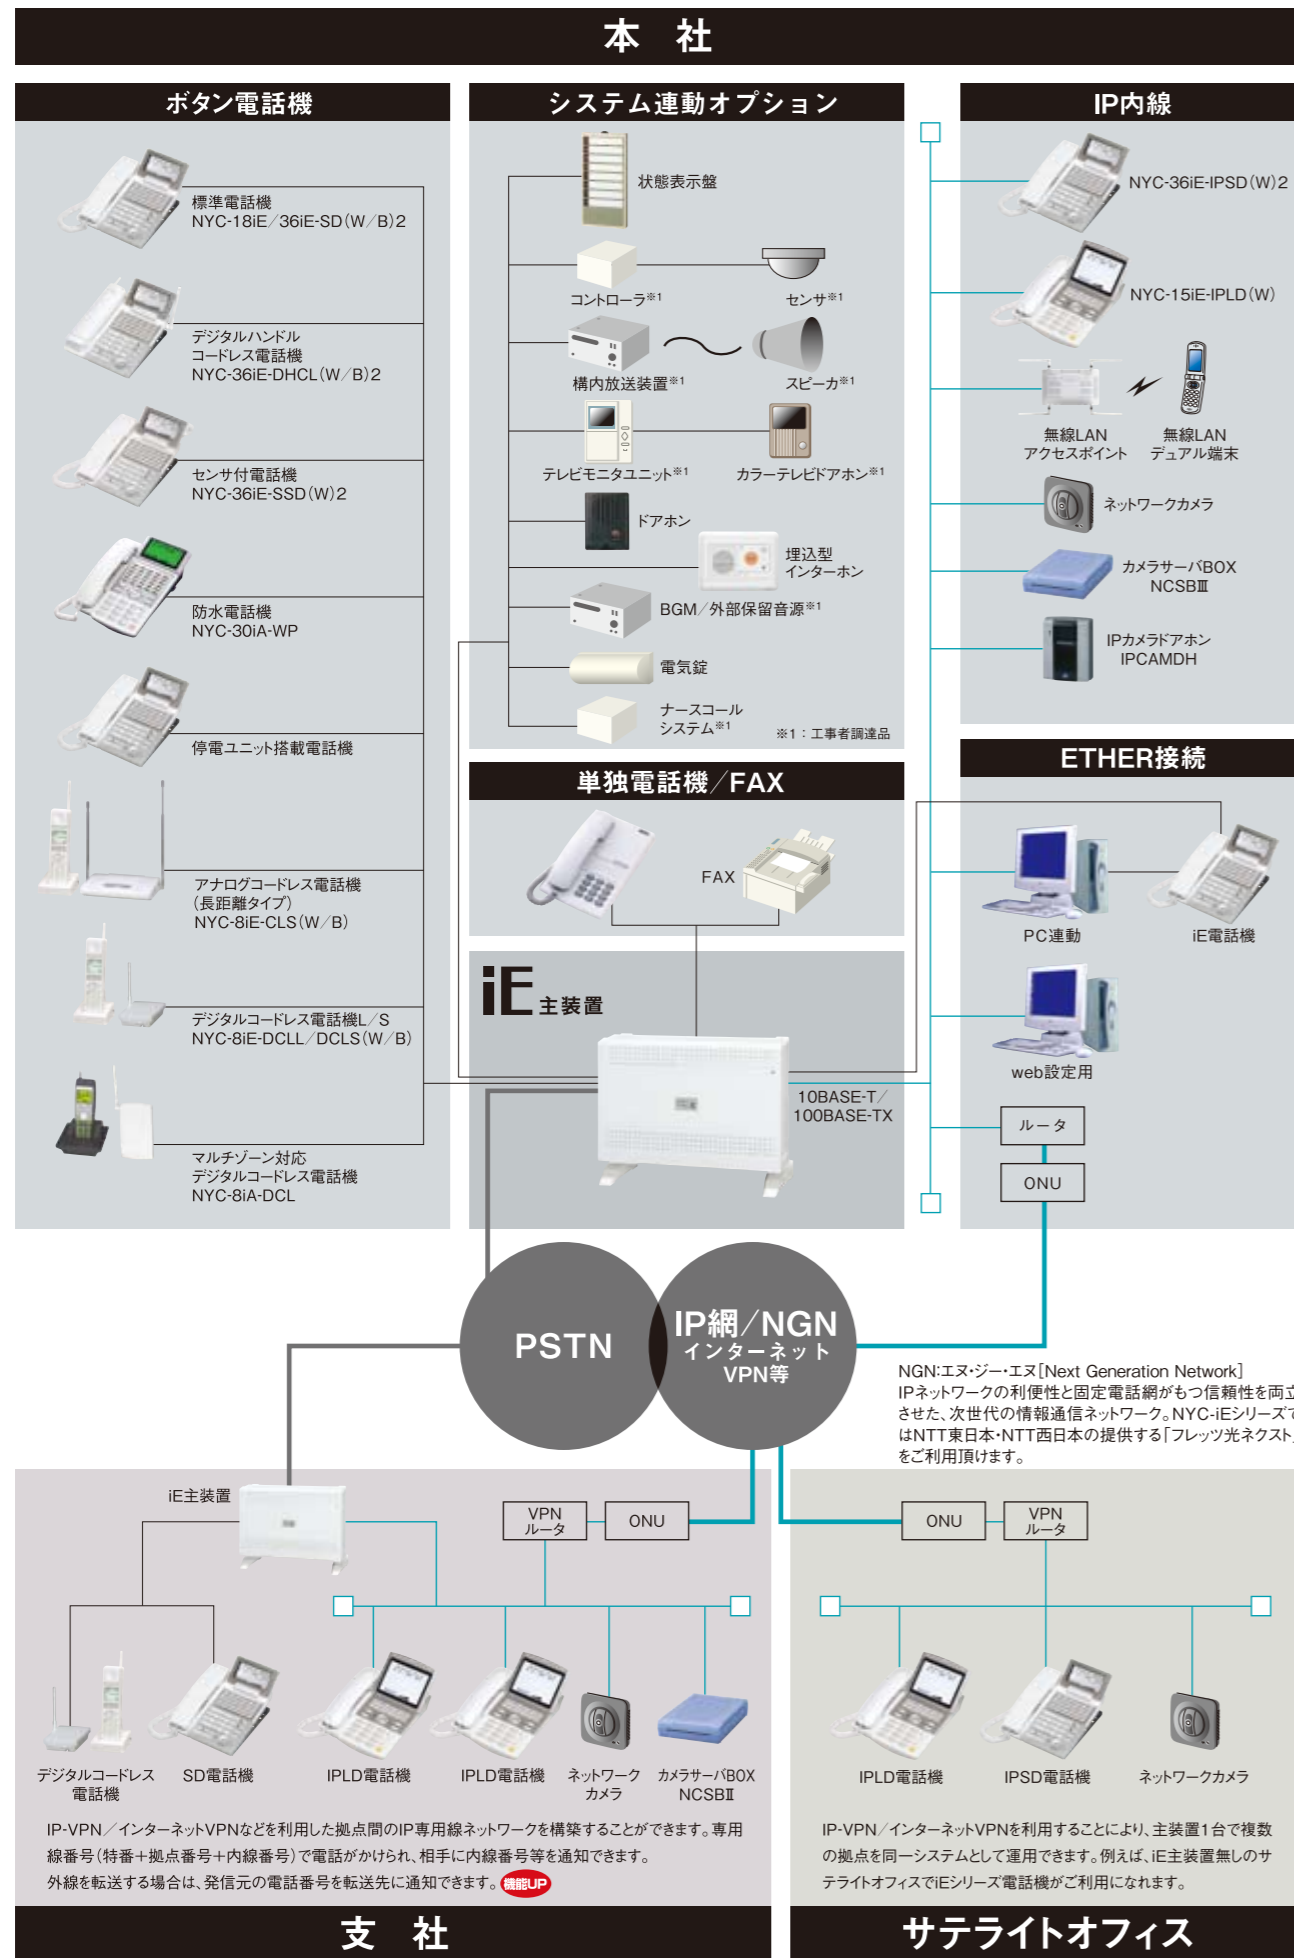 本 社
ボタン電話機
標準電話機
NYC-18iE/36iE-SD(W/B)2
デジタルハンドル
コードレス電話機
NYC-36iE-DHCL(W/B)2
センサ付電話機
NYC-36iE-SSD(W)2
防水電話機
NYC-30iA-WP
停電ユニット搭載電話機
アナログコードレス電話機
(長距離タイプ)
NYC-8iE-CLS(W/B)
デジタルコードレス電話機L/S
NYC-8iE-DCLL/DCLS(W/B)
マルチゾーン対応
デジタルコードレス電話機
NYC-8iA-DCL
システム連動オプション
状態表示盤
コントローラ※1
センサ※1
構内放送装置※1
スピーカ※1
テレビモニタユニット※1
カラーテレビドアホン※1
ドアホン
埋込型
インターホン
BGM/外部保留音源※1
電気錠
ナースコール
システム※1
※1：工事者調達品
単独電話機/FAX
FAX
iE主装置
10BASE-T/
100BASE-TX
IP内線
NYC-36iE-IPSD(W)2
NYC-15iE-IPLD(W)
無線LAN
アクセスポイント
無線LAN
デュアル端末
ネットワークカメラ
カメラサーバBOX
NCSBⅢ
IPカメラドアホン
IPCAMDH
ETHER接続
PC連動
iE電話機
web設定用
ルータ
ONU
PSTN
IP網/NGN
インターネット
VPN等
NGN:エヌ・ジー・エヌ[Next Generation Network]
IPネットワークの利便性と固定電話網がもつ信頼性を両立
させた、次世代の情報通信ネットワーク。NYC-iEシリーズで
はNTT東日本・NTT西日本の提供する「フレッツ光ネクスト」
をご利用頂けます。
iE主装置
VPN
ルータ
ONU
デジタルコードレス
電話機
SD電話機
IPLD電話機
IPLD電話機
ネットワーク
カメラ
カメラサーバBOX
NCSBⅡ
IP-VPN/インターネットVPNなどを利用した拠点間のIP専用線ネットワークを構築することができます。専用
線番号(特番+拠点番号+内線番号)で電話がかけられ、相手に内線番号等を通知できます。
外線を転送する場合は、発信元の電話番号を転送先に通知できます。 機能UP
支 社
ONU
VPN
ルータ
IPLD電話機
IPSD電話機
ネットワークカメラ
IP-VPN/インターネットVPNを利用することにより、主装置1台で複数
の拠点を同一システムとして運用できます。例えば、iE主装置無しのサ
テライトオフィスでiEシリーズ電話機がご利用になれます。
サテライトオフィス